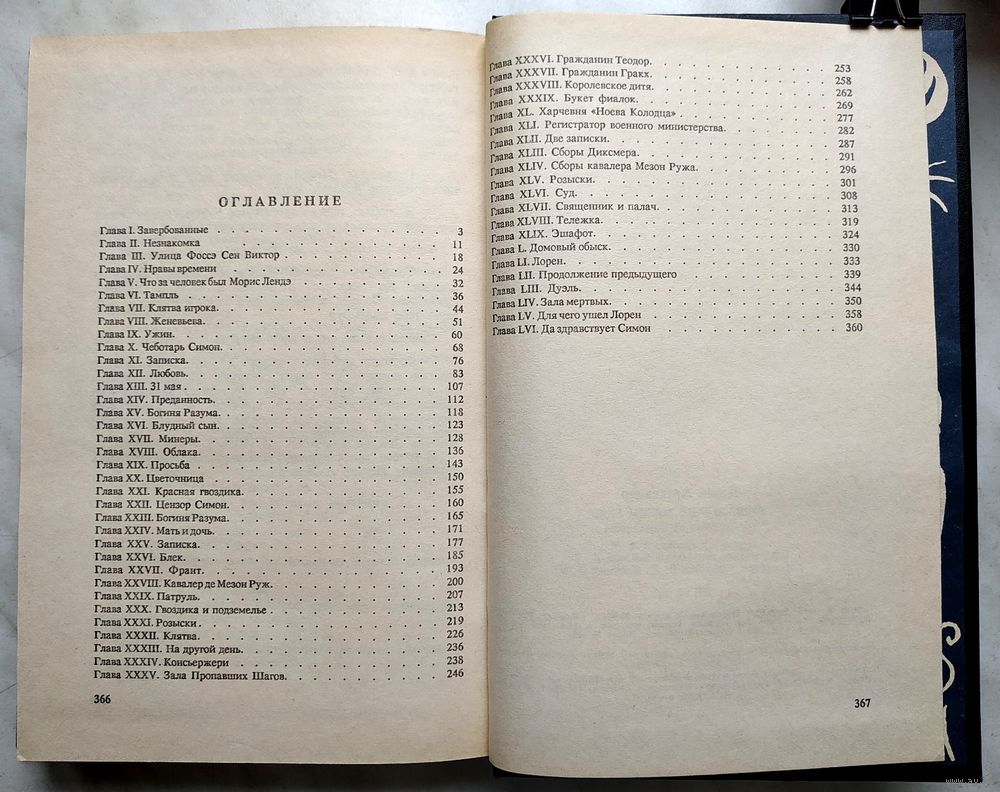 ОГЛАВЛЕНИЕ
Глава I. Завербованные 3
Глава II. Незнакомка 11
Глава III. Улица Фоссэ Сен Виктор 18
Глава IV. Нравы времени 24
Глава V. Что за человек был Морис Лендэ 32
Глава VI. Тампль 36
Глава VII. Клятва игрока. 44
Глава VIII. Женевьева. 51
Глава IX. Ужин. 60
Глава X. Чеботарь Симон. 68
Глава XI. Записка. 76
Глава XII. Любовь. 83
Глава XIII. 31 мая 107
Глава XIV. Преданность. 112
Глава XV. Богиня Разума. 118
Глава XVI. Блудный сын. 123
Глава XVII. Минеры. 128
Глава XVIII. Облака. 136
Глава XIX. Просьба 143
Глава XX. Цветочница 150
Глава XXI. Красная гвоздика. 155
Глава XXII. Цензор Симон. 160
Глава XXIII. Богиня Разума. 165
Глава XXIV. Мать и дочь. 171
Глава XXV. Записка. 177
Глава XXVI. Блек. 185
Глава XXVII. Франт. 193
Глава XXVIII. Кавалер де Мезон Руж. 200
Глава XXIX. Патруль. 207
Глава XXX. Гвоздика и подземелье 213
Глава XXXI. Розыски 219
Глава XXXII. Клятва. 226
Глава XXXIII. На другой день. 236
Глава XXXIV. Консьержери 238
Глава XXXV. Зала Пропавших Шагов. 246
366
Глава XXXVI. Гражданин Теодор. 253
Глава XXXVII. Гражданин Гракх. 258
Глава XXXVIII. Королевское дитя. 262
Глава XXXIX. Букет фиалок. 269
Глава XL. Харчевня «Ноева Колодца» 277
Глава XLI. Регистратор военного министерства. 282
Глава XLII. Две записки. 287
Глава XLIII. Сборы Диксмера. 291
Глава XLIV. Сборы кавалера Мезон Ружа. 296
Глава XLV. Розыски. 301
Глава XLVI. Суд. 308
Глава XLVII. Священник и палач. 313
Глава XLVIII. Тележка. 319
Глава XLIX. Эшафот. 324
Глава L. Домовый обыск. 330
Глава LI. Лорен. 333
Глава LII. Продолжение предыдущего 339
Глава LIII. Дуэль. 344
Глава LIV. Зала мертвых. 350
Глава LV. Для чего ушел Лорен 358
Глава LVI. Да здравствует Симон 360
367